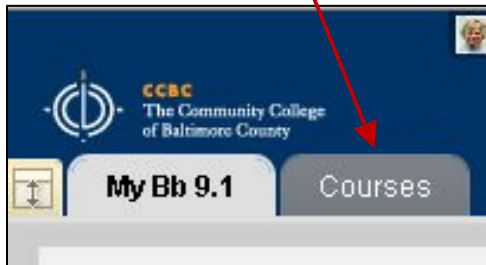 CCBC
The Community College
of Baltimore County
My Bb 9.1
Courses